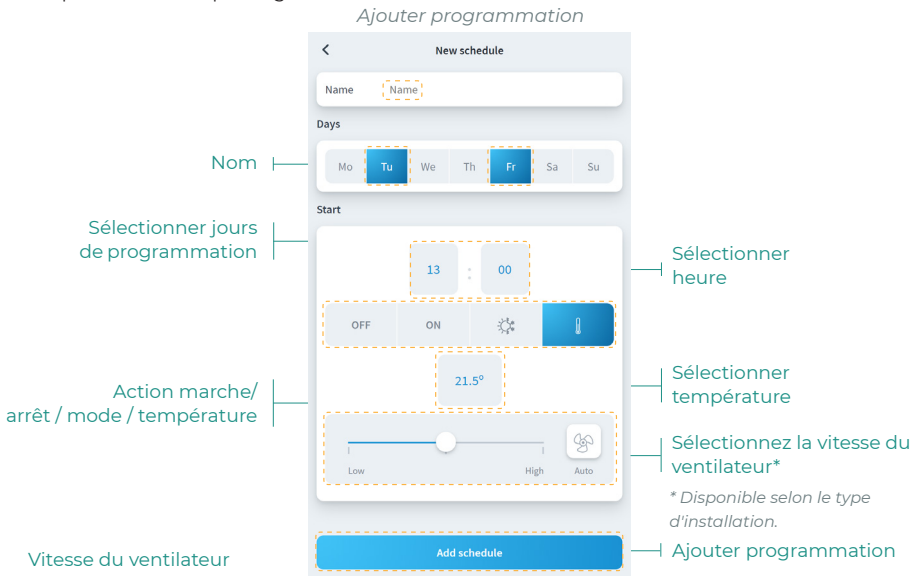 Ajouter programmation
New schedule
Name
Name
Days
Mo Tu We Th Fr Sa Su
Start
13 : 00
OFF ON
21.5°
Low High Auto
Add schedule
Nom
Sélectionner jours
de programmation
Action marche/
arrêt / mode / température
Vitesse du ventilateur
Sélectionner
heure
Sélectionner
température
Sélectionnez la vitesse du
ventilateur*
* Disponible selon le type
d'installation.
Ajouter programmation